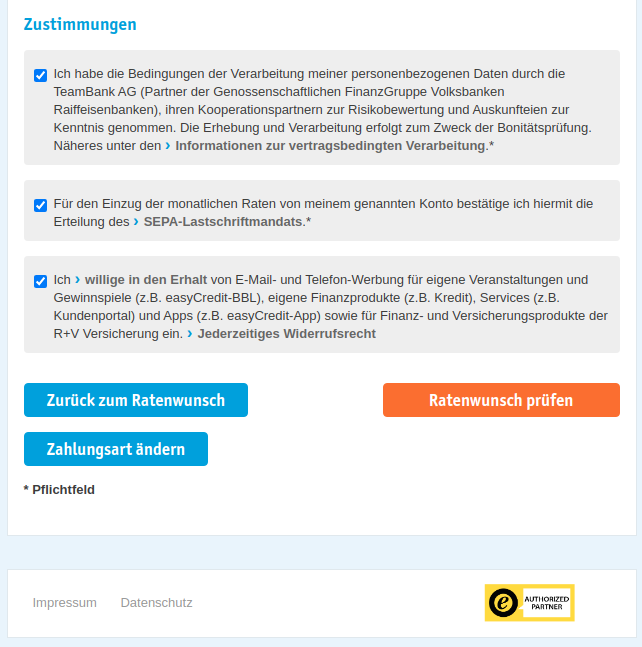 Zustimmungen
Ich habe die Bedingungen der Verarbeitung meiner personenbezogenen Daten durch die
TeamBank AG (Partner der Genossenschaftlichen FinanzGruppe Volksbanken
Raiffeisenbanken), ihren Kooperationspartnern zur Risikobewertung und Auskunfteien zur
Kenntnis genommen. Die Erhebung und Verarbeitung erfolgt zum Zweck der Bonitätsprüfung.
Näheres unter den › Informationen zur vertragsbedingten Verarbeitung.*
Für den Einzug der monatlichen Raten von meinem genannten Konto bestätige ich hiermit die
Erteilung des › SEPA-Lastschriftmandats.*
Ich › willige in den Erhalt von E-Mail- und Telefon-Werbung für eigene Veranstaltungen und
Gewinnspiele (z.B. easyCredit-BBL), eigene Finanzprodukte (z.B. Kredit), Services (z.B.
Kundenportal) und Apps (z.B. easyCredit-App) sowie für Finanz- und Versicherungsprodukte der
R+V Versicherung ein. › Jederzeitiges Widerrufsrecht
Zurück zum Ratenwunsch
Ratenwunsch prüfen
Zahlungsart ändern
* Pflichtfeld
Impressum
Datenschutz
e
AUTHORIZED
PARTNER